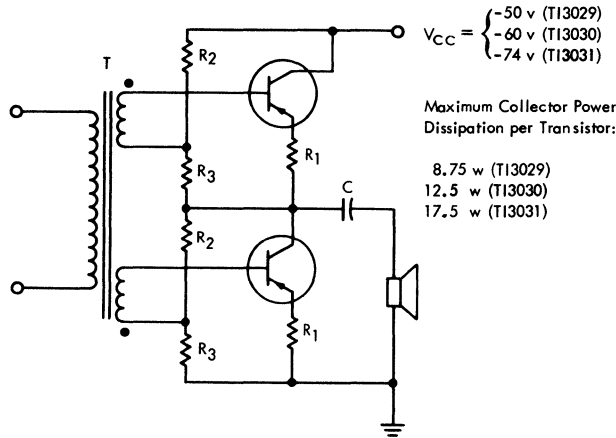 V_CC = { -50 v (TI3029)
-60 v (TI3030)
-74 v (TI3031)
R2
T
Maximum Collector Power
Dissipation per Transistor:
R1
R3
8.75 w (TI3029)
12.5 w (TI3030)
17.5 w (TI3031)
C
R2
R1
R3